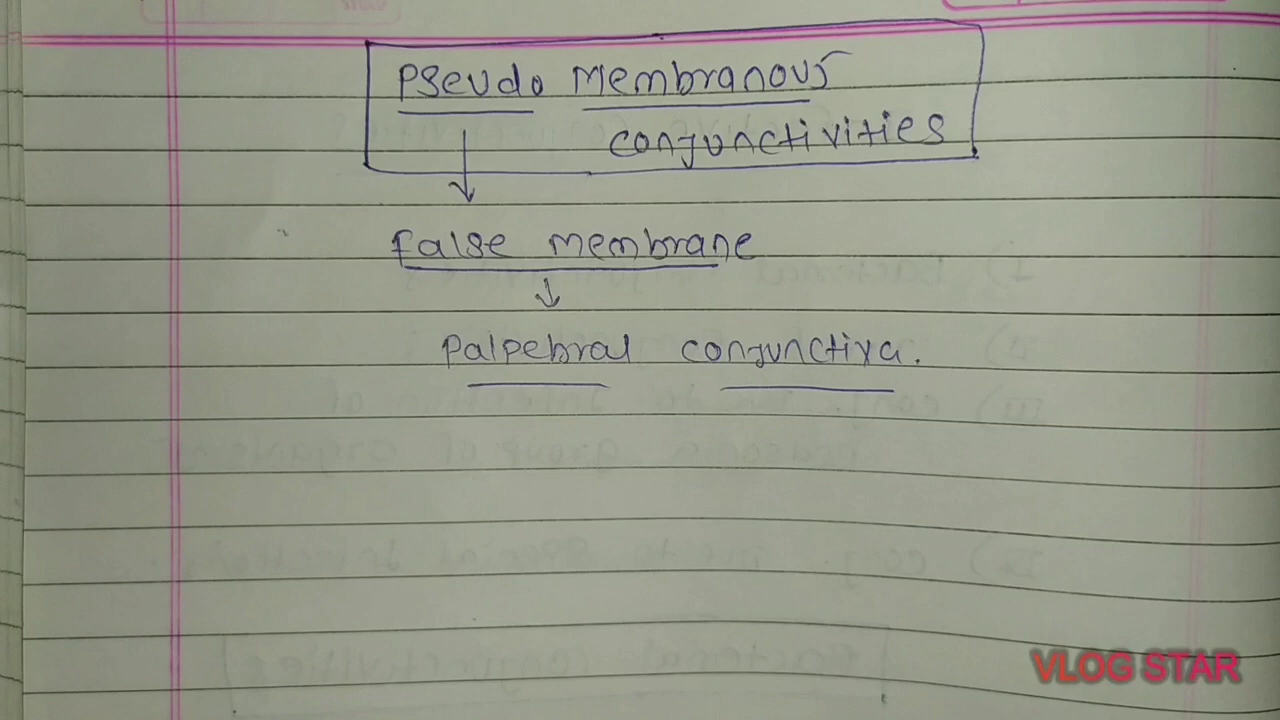 Pseudo Membranous
conjunctivities
↓
false membrane
↓
Palpebral conjunctiva.
VLOG STAR